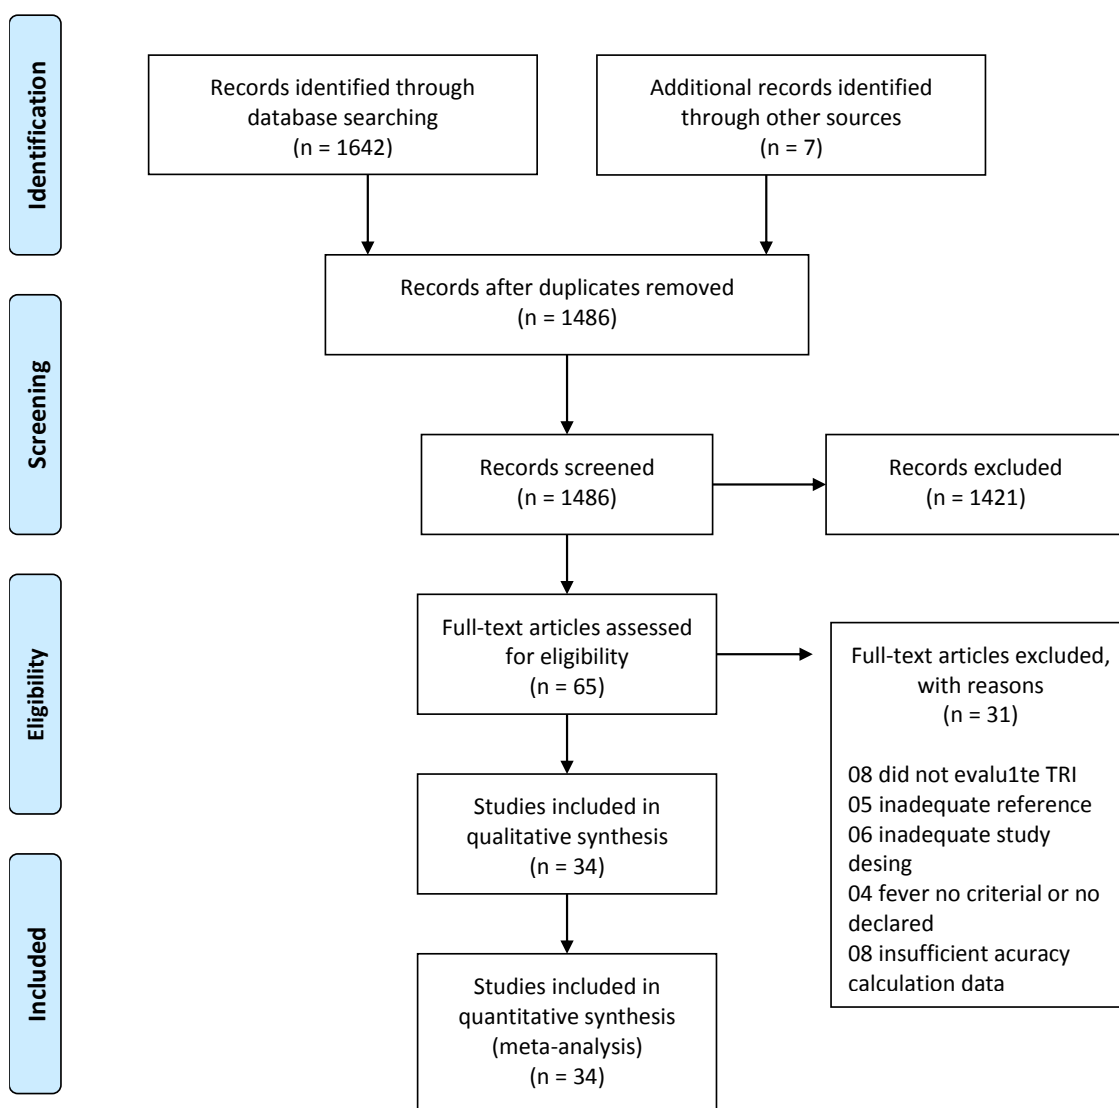 Identification
Records identified through
database searching
(n = 1642)
Additional records identified
through other sources
(n = 7)
Records after duplicates removed
(n = 1486)
Screening
Records screened
(n = 1486)
Records excluded
(n = 1421)
Eligibility
Full-text articles assessed
for eligibility
(n = 65)
Full-text articles excluded,
with reasons
(n = 31)
08 did not evalu1te TRI
05 inadequate reference
06 inadequate study
desing
04 fever no criterial or no
declared
08 insufficient acuracy
calculation data
Studies included in
qualitative synthesis
(n = 34)
Included
Studies included in
quantitative synthesis
(meta-analysis)
(n = 34)